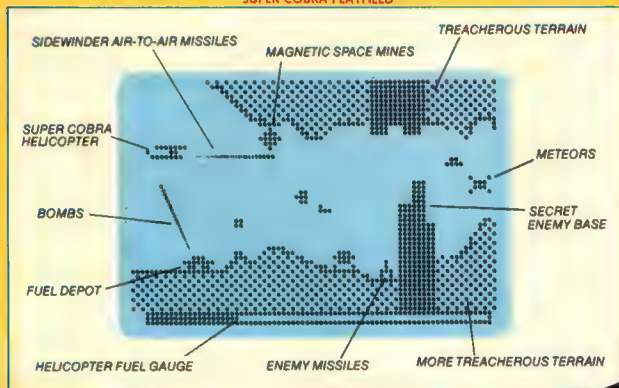 SUPER COBRA PLAYFIELD
SIDEWINDER AIR-TO-AIR MISSILES
MAGNETIC SPACE MINES
TREACHEROUS TERRAIN
SUPER COBRA
HELICOPTER
METEORS
BOMBS
SECRET
ENEMY BASE
FUEL DEPOT
HELICOPTER FUEL GAUGE
ENEMY MISSILES
MORE TREACHEROUS TERRAIN